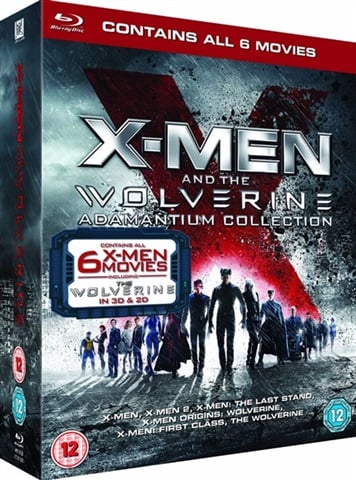 Blu-ray Disc
CONTAINS ALL 6 MOVIES
X-MEN
AND THE
WOLVERINE
ADAMANTIUM COLLECTION
CONTAINS ALL
6 X-MEN
MOVIES
INCLUDING
THE
WOLVERINE
IN 3D & 2D
X-MEN, X-MEN 2, X-MEN: THE LAST STAND,
X-MEN ORIGINS: WOLVERINE,
X-MEN: FIRST CLASS, THE WOLVERINE
12
12
12